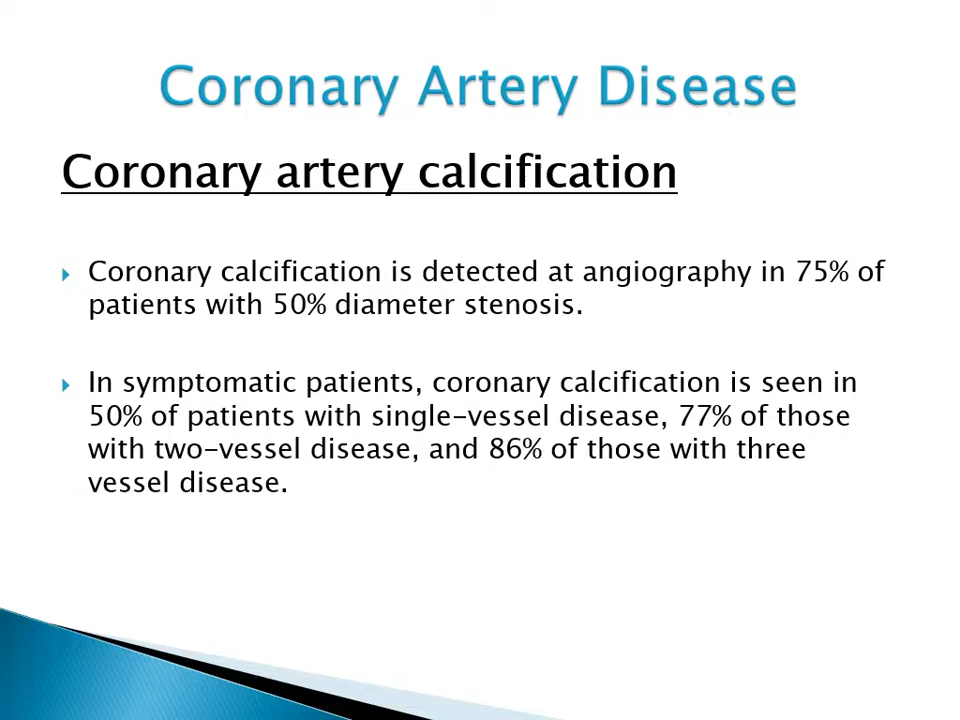 Coronary Artery Disease
Coronary artery calcification
Coronary calcification is detected at angiography in 75% of
patients with 50% diameter stenosis.
In symptomatic patients, coronary calcification is seen in
50% of patients with single-vessel disease, 77% of those
with two-vessel disease, and 86% of those with three
vessel disease.